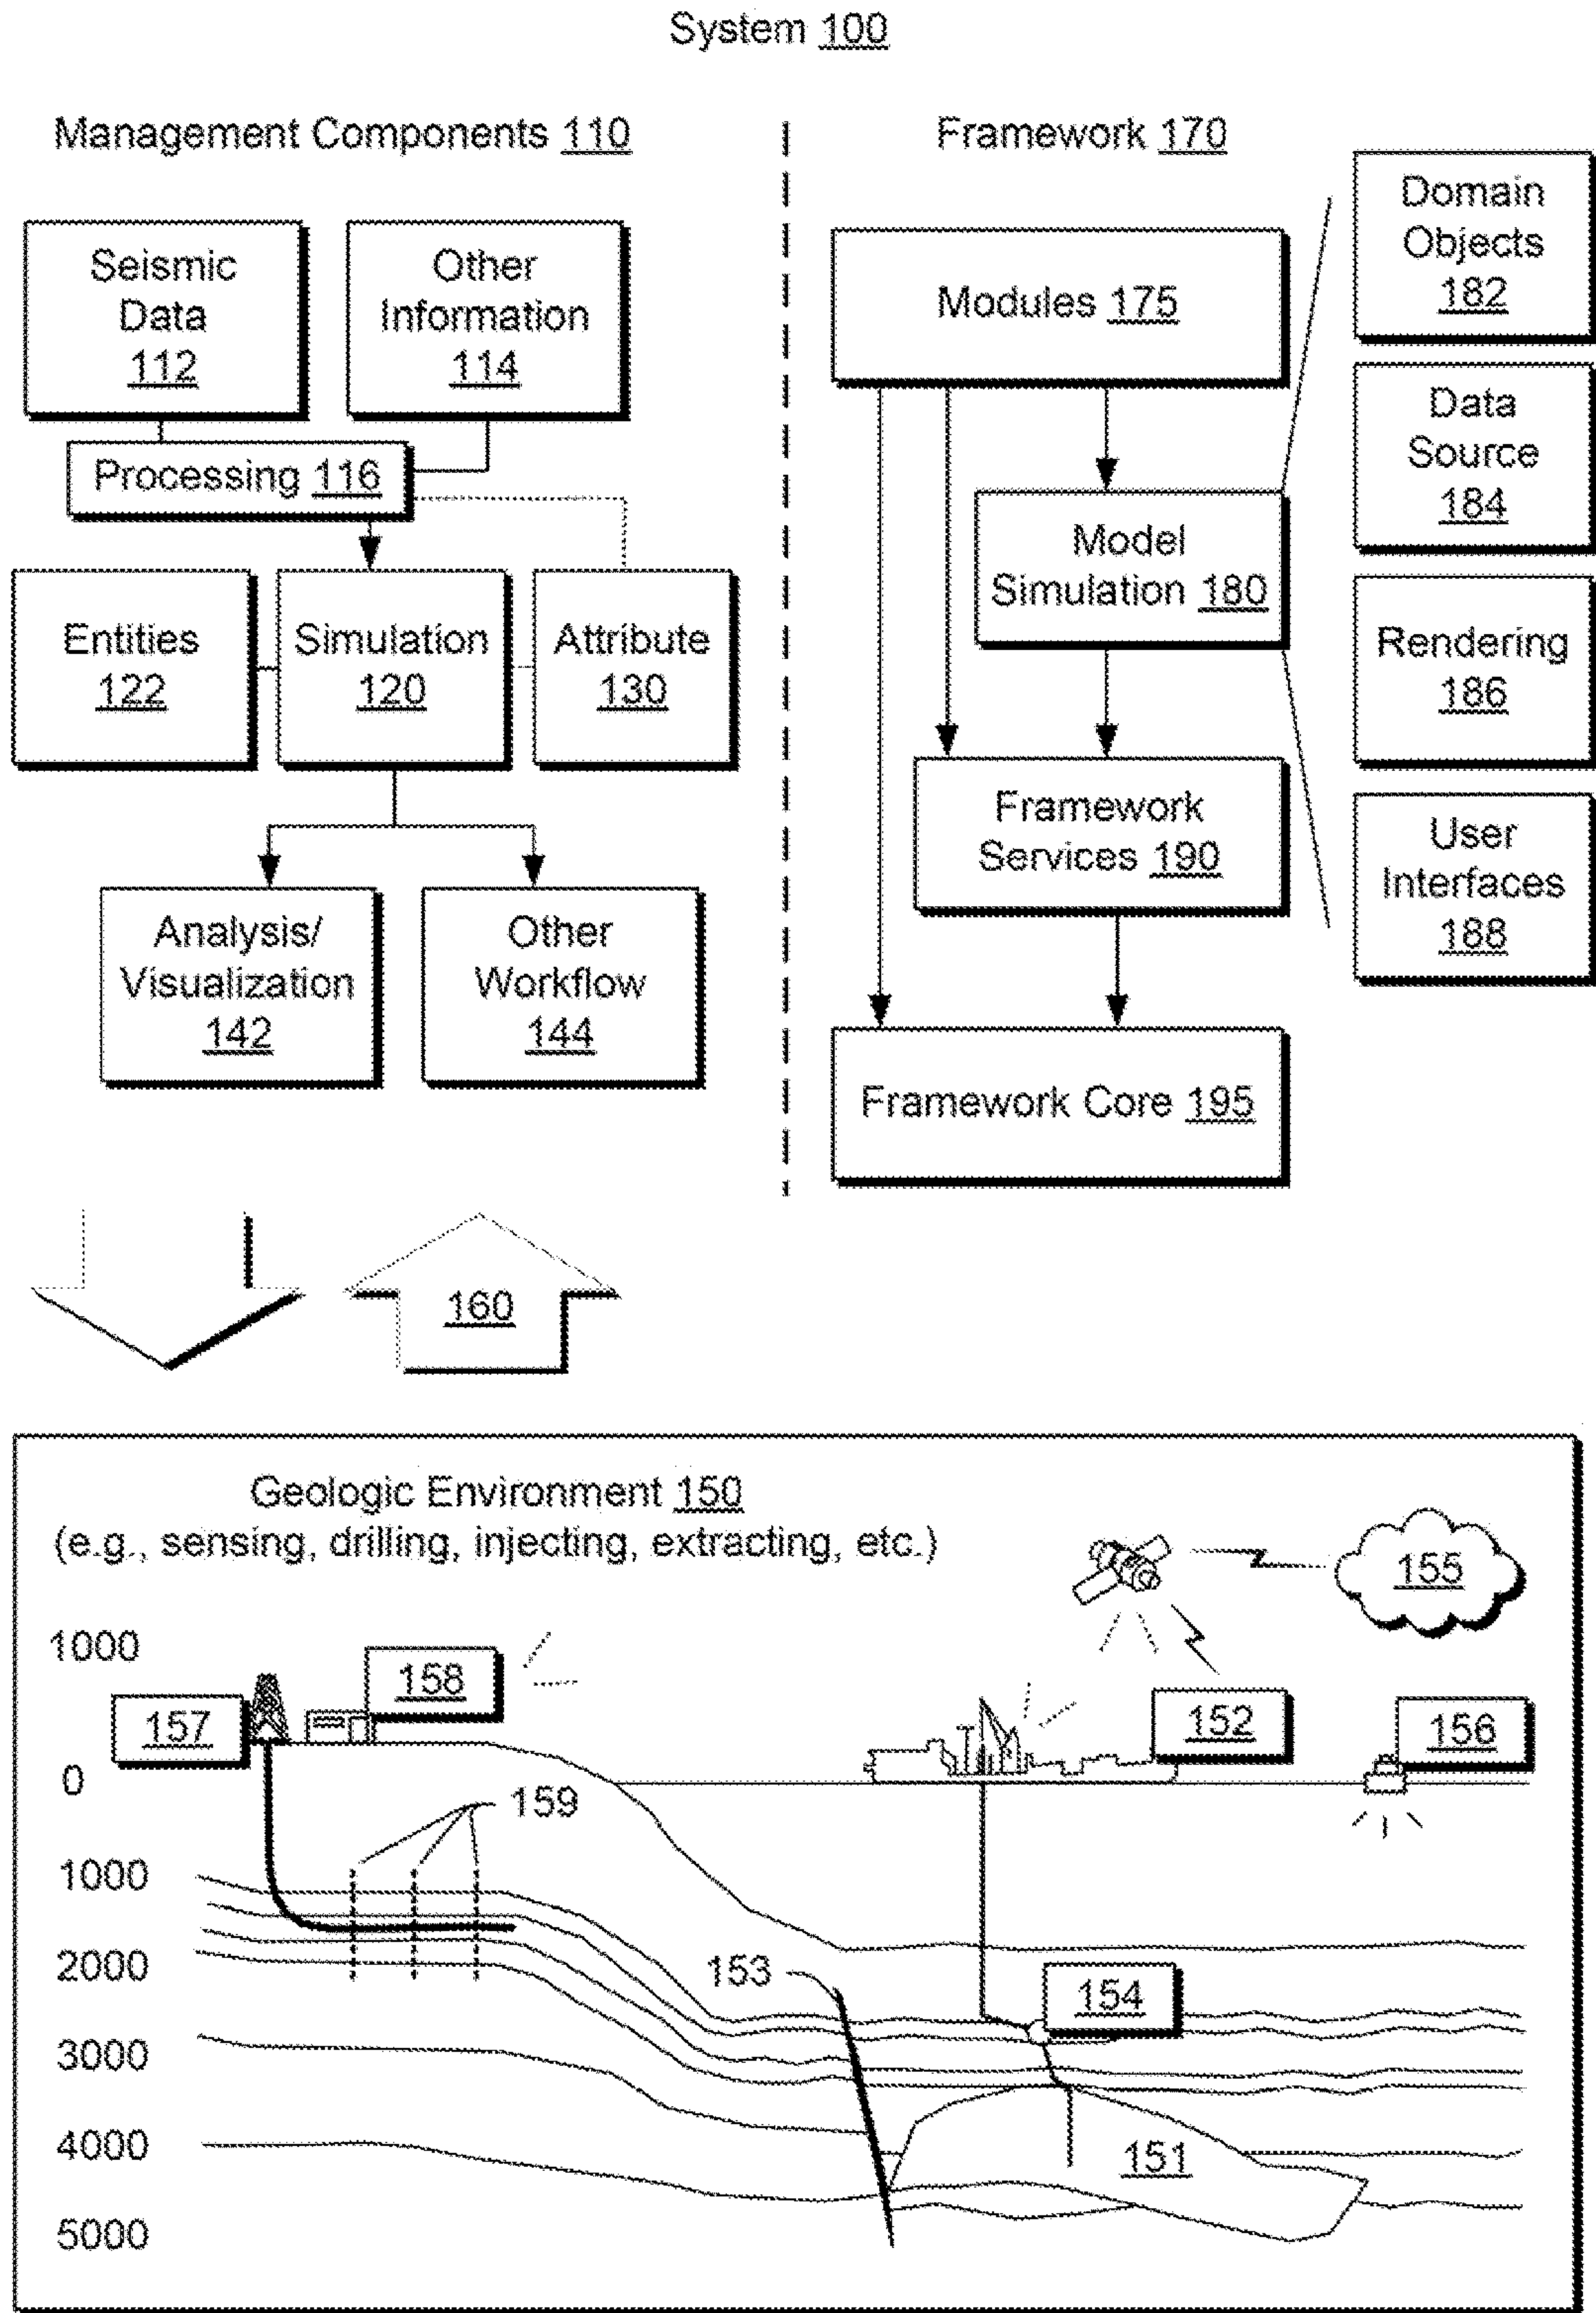 System 100
Management Components 110
Seismic
Data
112
Other
Information
114
Processing 116
Entities
122
Simulation
120
Attribute
130
Analysis/
Visualization
142
Other
Workflow
144
Framework 170
Modules 175
Model
Simulation 180
Framework
Services 190
Framework Core 195
Domain
Objects
182
Data
Source
184
Rendering
186
User
Interfaces
188
160
Geologic Environment 150
(e.g., sensing, drilling, injecting, extracting, etc.)
155
1000
158
157
152
156
0
159
1000
2000
153
154
3000
4000
151
5000